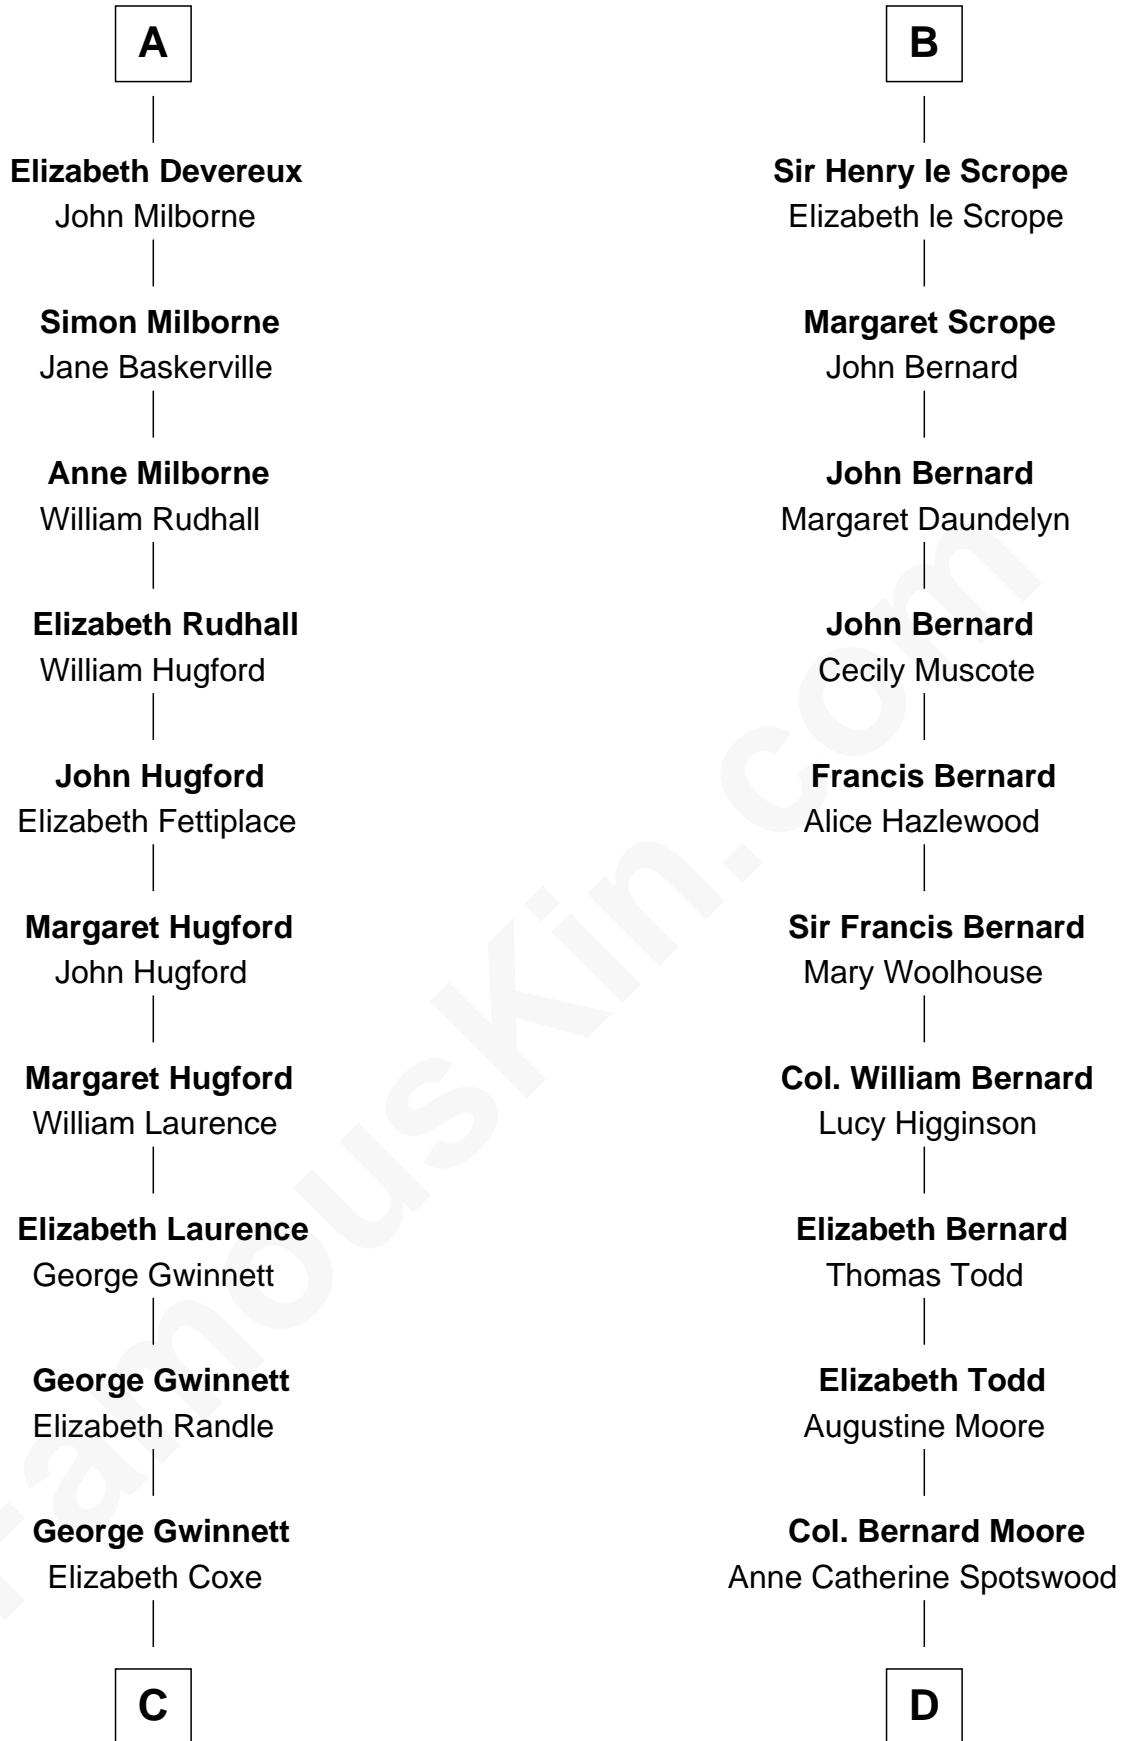 A
Elizabeth Devereux
John Milborne
Simon Milborne
Jane Baskerville
Anne Milborne
William Rudhall
Elizabeth Rudhall
William Hugford
John Hugford
Elizabeth Fettiplace
Margaret Hugford
John Hugford
Margaret Hugford
William Laurence
Elizabeth Laurence
George Gwinnett
George Gwinnett
Elizabeth Randle
George Gwinnett
Elizabeth Coxe
C
B
Sir Henry le Scrope
Elizabeth le Scrope
Margaret Scrope
John Bernard
John Bernard
Margaret Daundelyn
John Bernard
Cecily Muscote
Francis Bernard
Alice Hazlewood
Sir Francis Bernard
Mary Woolhouse
Col. William Bernard
Lucy Higginson
Elizabeth Bernard
Thomas Todd
Elizabeth Todd
Augustine Moore
Col. Bernard Moore
Anne Catherine Spotswood
D
FamousKin.com